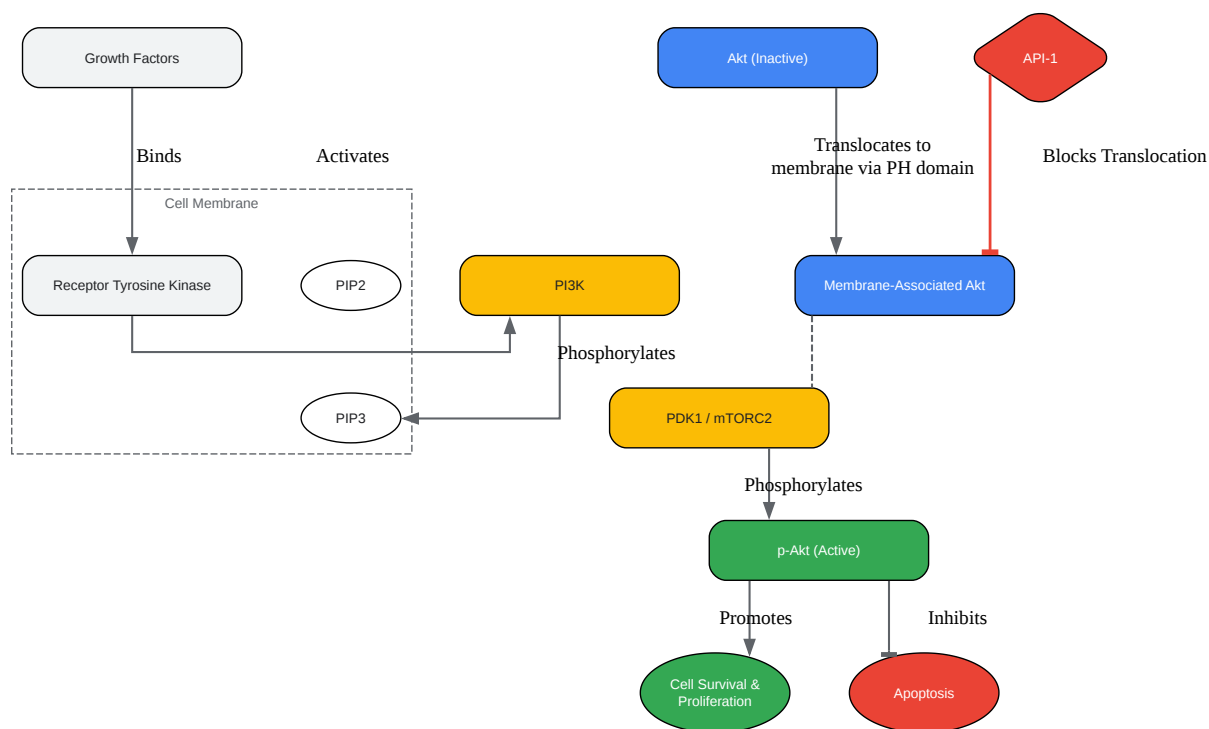 Growth Factors
Akt (Inactive)
API-1
Binds
Activates
Translocates to
membrane via PH domain
Blocks Translocation
Cell Membrane
Receptor Tyrosine Kinase
PIP2
PI3K
Membrane-Associated Akt
Phosphorylates
PIP3
PDK1 / mTORC2
Phosphorylates
p-Akt (Active)
Promotes
Inhibits
Cell Survival &
Proliferation
Apoptosis